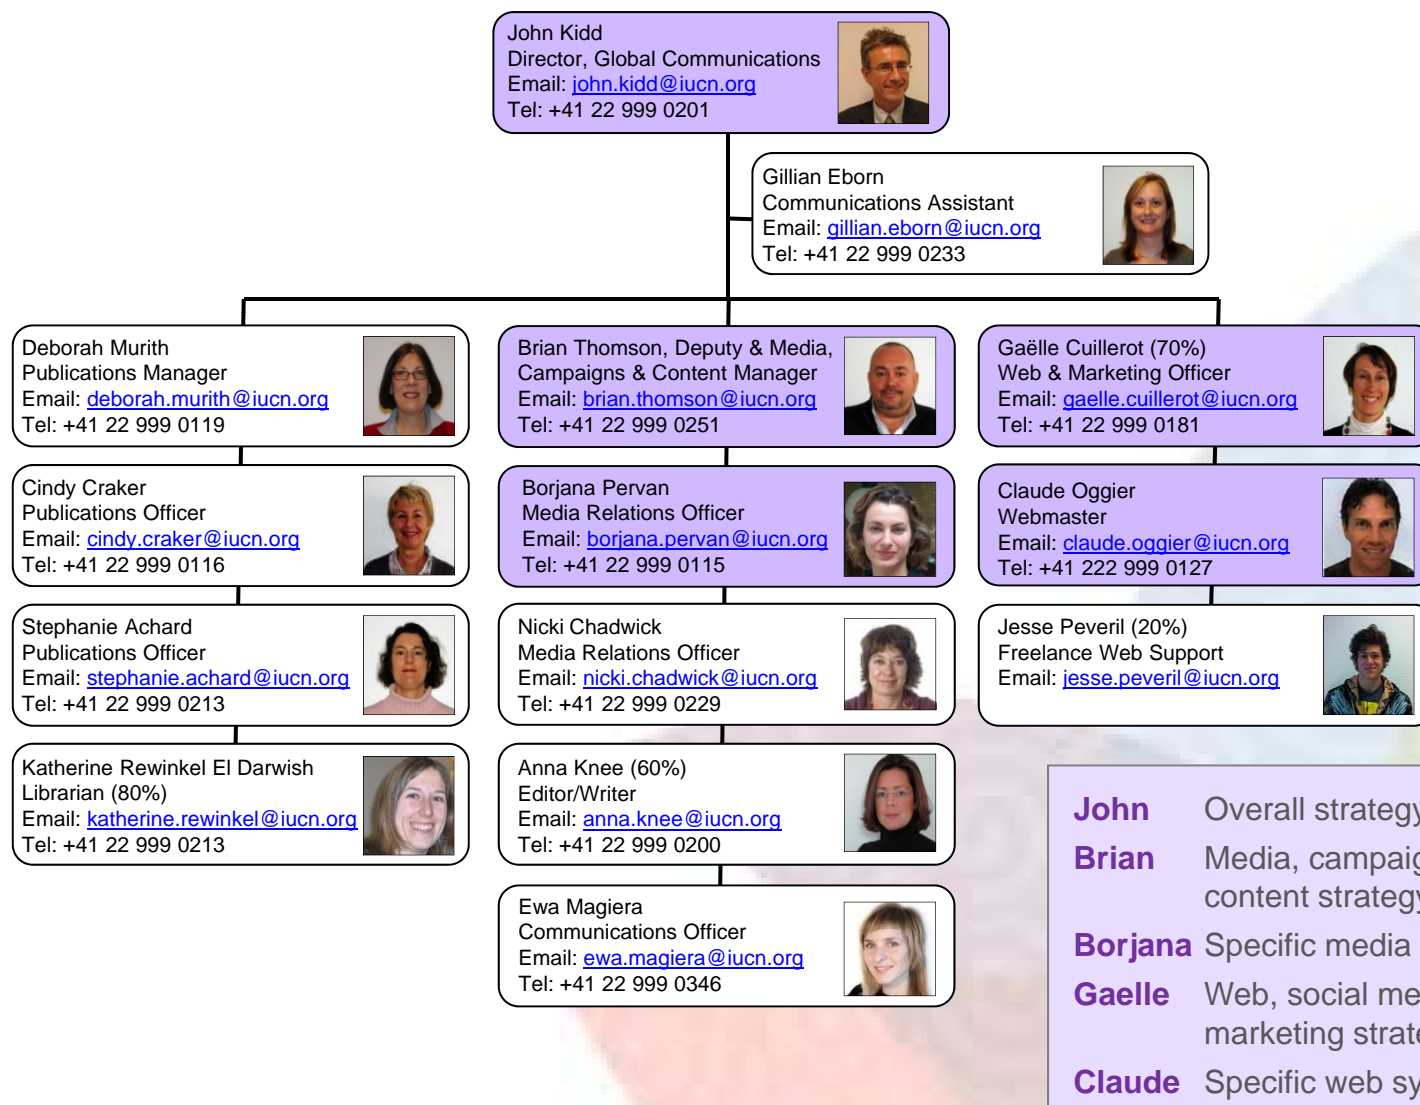 John Kidd
Director, Global Communications
Email: john.kidd@iucn.org
Tel: +41 22 999 0201
Gillian Eborn
Communications Assistant
Email: gillian.eborn@iucn.org
Tel: +41 22 999 0233
Deborah Murith
Publications Manager
Email: deborah.murith@iucn.org
Tel: +41 22 999 0119
Cindy Craker
Publications Officer
Email: cindy.craker@iucn.org
Tel: +41 22 999 0116
Stephanie Achard
Publications Officer
Email: stephanie.achard@iucn.org
Tel: +41 22 999 0213
Katherine Rewinkel El Darwish
Librarian (80%)
Email: katherine.rewinkel@iucn.org
Tel: +41 22 999 0213
Brian Thomson, Deputy & Media,
Campaigns & Content Manager
Email: brian.thomson@iucn.org
Tel: +41 22 999 0251
Borjana Pervan
Media Relations Officer
Email: borjana.pervan@iucn.org
Tel: +41 22 999 0115
Nicki Chadwick
Media Relations Officer
Email: nicki.chadwick@iucn.org
Tel: +41 22 999 0229
Anna Knee (60%)
Editor/Writer
Email: anna.knee@iucn.org
Tel: +41 22 999 0200
Ewa Magiera
Communications Officer
Email: ewa.magiera@iucn.org
Tel: +41 22 999 0346
Gaëlle Cuillerot (70%)
Web & Marketing Officer
Email: gaelle.cuillerot@iucn.org
Tel: +41 22 999 0181
Claude Oggier
Webmaster
Email: claude.oggier@iucn.org
Tel: +41 222 999 0127
Jesse Peveril (20%)
Freelance Web Support
Email: jesse.peveril@iucn.org
John Overall strategy
Brian Media,
content strategy
Borjana Specific media
Gaelle Web, social
marketing
Claude Specific web